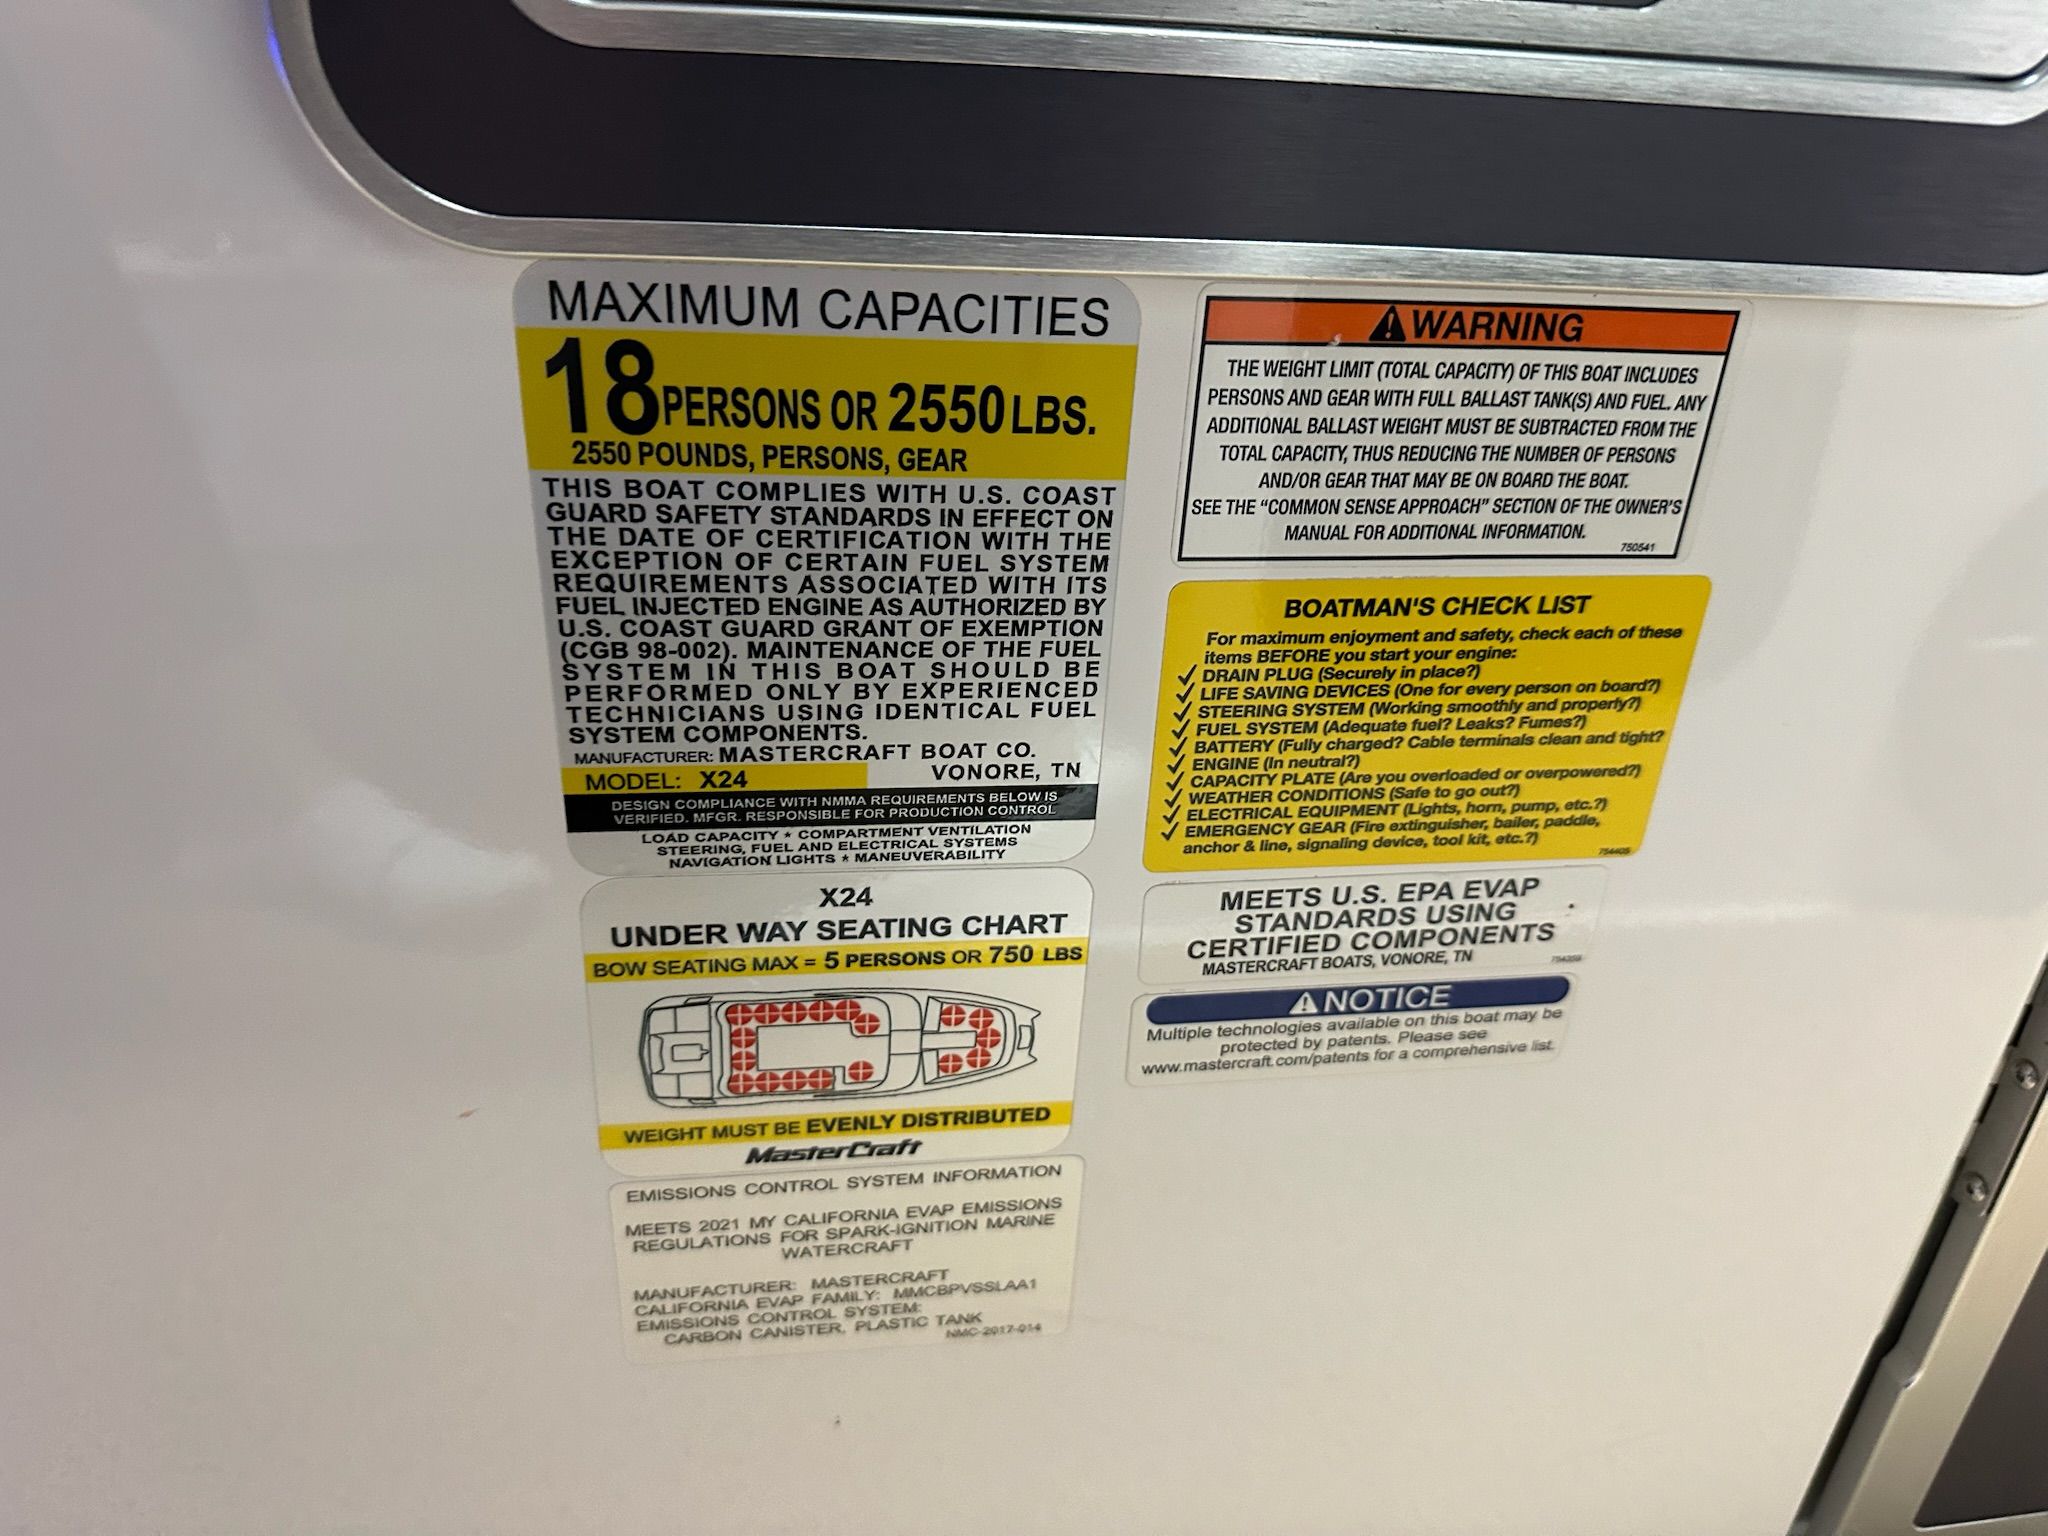 MAXIMUM CAPACITIES
18 PERSONS OR 2550 LBS.
2550 POUNDS, PERSONS, GEAR
THIS BOAT COMPLIES WITH U.S. COAST
GUARD SAFETY STANDARDS IN EFFECT ON
THE DATE OF CERTIFICATION WITH THE
EXCEPTION OF CERTAIN FUEL SYSTEM
REQUIREMENTS ASSOCIATED WITH ITS
FUEL INJECTED ENGINE AS AUTHORIZED BY
U.S. COAST GUARD GRANT OF EXEMPTION
(CGB 98-002). MAINTENANCE OF THE FUEL
SYSTEM IN THIS BOAT SHOULD BE
PERFORMED ONLY BY EXPERIENCED
TECHNICIANS USING IDENTICAL FUEL
SYSTEM COMPONENTS.
MANUFACTURER: MASTERCRAFT BOAT CO.
VONORE, TN
MODEL: X24
DESIGN COMPLIANCE WITH NMMA REQUIREMENTS BELOW IS
VERIFIED. MFGR. RESPONSIBLE FOR PRODUCTION CONTROL
LOAD CAPACITY ★ COMPARTMENT VENTILATION
STEERING, FUEL AND ELECTRICAL SYSTEMS
NAVIGATION LIGHTS ★ MANEUVERABILITY
X24
UNDER WAY SEATING CHART
BOW SEATING MAX = 5 PERSONS OR 750 LBS
WEIGHT MUST BE EVENLY DISTRIBUTED
MasterCraft
EMISSIONS CONTROL SYSTEM INFORMATION
MEETS 2021 MY CALIFORNIA EVAP EMISSIONS
REGULATIONS FOR SPARK-IGNITION MARINE
WATERCRAFT
MANUFACTURER: MASTERCRAFT
CALIFORNIA EVAP FAMILY: MMCBPVSSLAA1
EMISSIONS CONTROL SYSTEM:
CARBON CANISTER, PLASTIC TANK
NMC-2017-014
WARNING
THE WEIGHT LIMIT (TOTAL CAPACITY) OF THIS BOAT INCLUDES
PERSONS AND GEAR WITH FULL BALLAST TANK(S) AND FUEL. ANY
ADDITIONAL BALLAST WEIGHT MUST BE SUBTRACTED FROM THE
TOTAL CAPACITY, THUS REDUCING THE NUMBER OF PERSONS
AND/OR GEAR THAT MAY BE ON BOARD THE BOAT.
SEE THE “COMMON SENSE APPROACH” SECTION OF THE OWNER'S
MANUAL FOR ADDITIONAL INFORMATION.
750541
BOATMAN'S CHECK LIST
For maximum enjoyment and safety, check each of these
items BEFORE you start your engine:
✓ DRAIN PLUG (Securely in place?)
✓ LIFE SAVING DEVICES (One for every person on board?)
✓ STEERING SYSTEM (Working smoothly and properly?)
✓ FUEL SYSTEM (Adequate fuel? Leaks? Fumes?)
✓ BATTERY (Fully charged? Cable terminals clean and tight?
✓ ENGINE (In neutral?)
✓ CAPACITY PLATE (Are you overloaded or overpowered?)
✓ WEATHER CONDITIONS (Safe to go out?)
✓ ELECTRICAL EQUIPMENT (Lights, horn, pump, etc.?)
✓ EMERGENCY GEAR (Fire extinguisher, bailer, paddle,
anchor & line, signaling device, tool kit, etc.?)
MEETS U.S. EPA EVAP
STANDARDS USING
CERTIFIED COMPONENTS
MASTERCRAFT BOATS, VONORE, TN
NOTICE
Multiple technologies available on this boat may be
protected by patents. Please see
www.mastercraft.com/patents for a comprehensive list.